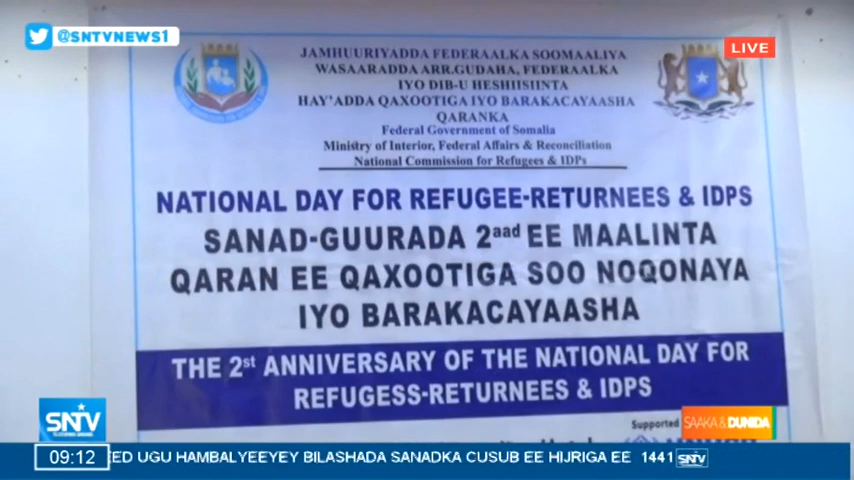 @SNTVNEWS1
LIVE
JAMHUURIYADDA FEDERAALKA SOOMAALIYA
WASAARADDA ARR.GUDAHA, FEDERAALKA
IYO DIB-U HESHIISIINTA
HAY'ADDA QAXOOTIGA IYO BARAKACAYAASHA
QARANKA
Federal Government of Somalia
Ministry of Interior, Federal Affairs & Reconciliation
National Commission for Refugees & IDPs
NATIONAL DAY FOR REFUGEE-RETURNEES & IDPS
SANAD-GUURADA 2aad EE MAALINTA
QARAN EE QAXOOTIGA SOO NOQONAYA
IYO BARAKACAYAASHA
THE 2st ANNIVERSARY OF THE NATIONAL DAY FOR
REFUGESS-RETURNEES & IDPS
Supported
SAAKA & DUNIDA
SNTV
09:12
ED UGU HAMBALYEEYEY BILASHADA SANADKA CUSUB EE HIJRIGA EE 1441 SNTV